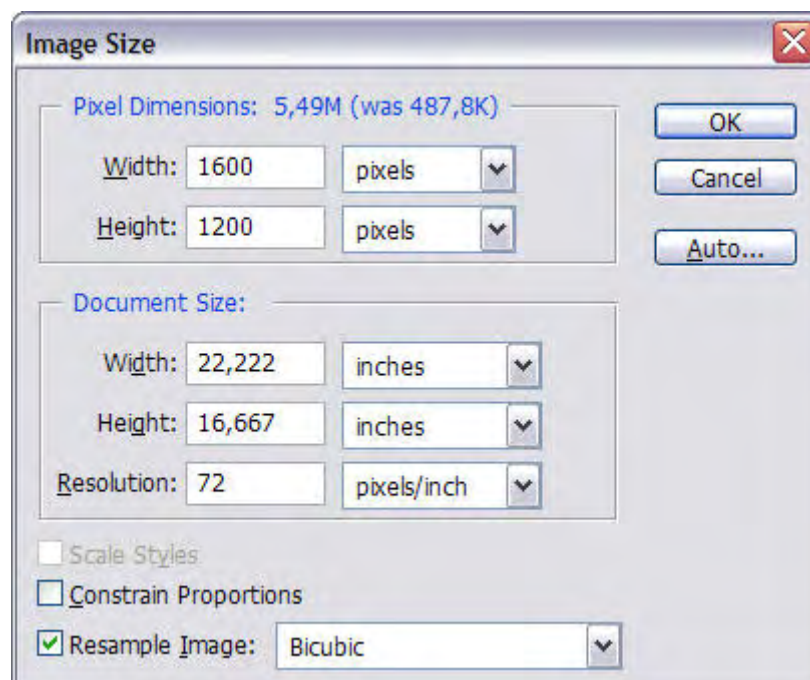 Image Size
Pixel Dimensions: 5,49M (was 487,8K)
OK
Width: 1600 pixels
Cancel
Height: 1200 pixels
Auto...
Document Size:
Width: 22,222 inches
Height: 16,667 inches
Resolution: 72 pixels/inch
Scale Styles
Constrain Proportions
Resample Image: Bicubic